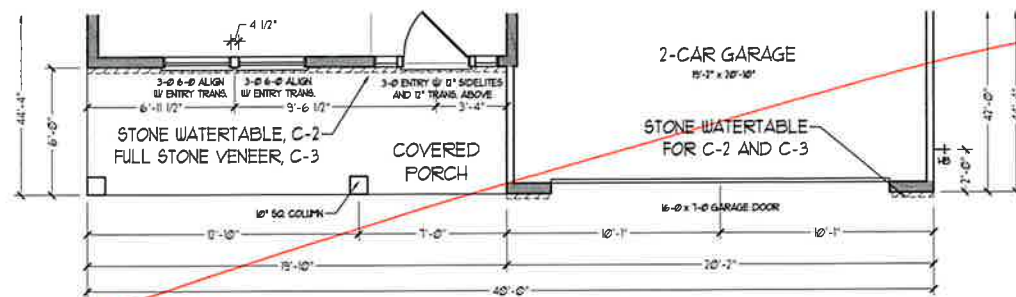 4 1/2"
2-CAR GARAGE
19'-2" x 20'-10"
3-0 6-0 ALIGN
W/ ENTRY TRANS.
3-0 6-0 ALIGN
W/ ENTRY TRANS.
3-0 ENTRY W/ 12" SIDELITES
AND 12" TRANS. ABOVE
44'-4"
6'-0"
6'-11 1/2"
9'-6 1/2"
3'-4"
STONE WATERTABLE, C-2
FULL STONE VENEER, C-3
COVERED
PORCH
STONE WATERTABLE
FOR C-2 AND C-3
HB
2'-0"
42'-0"
44'-4"
10" SQ. COLUMN
16-0 x 7-0 GARAGE DOOR
12'-10"
7'-0"
10'-1"
10'-1"
19'-10"
20'-2"
40'-0"